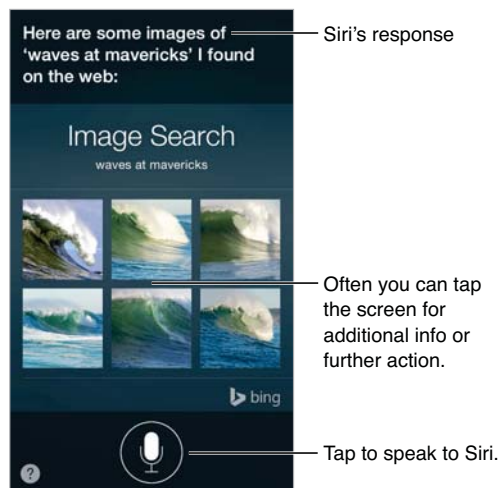 Here are some images of
‘waves at mavericks’ I found
on the web:
Siri’s response
Image Search
waves at mavericks
Often you can tap
the screen for
additional info or
further action.
bing
Tap to speak to Siri.
?